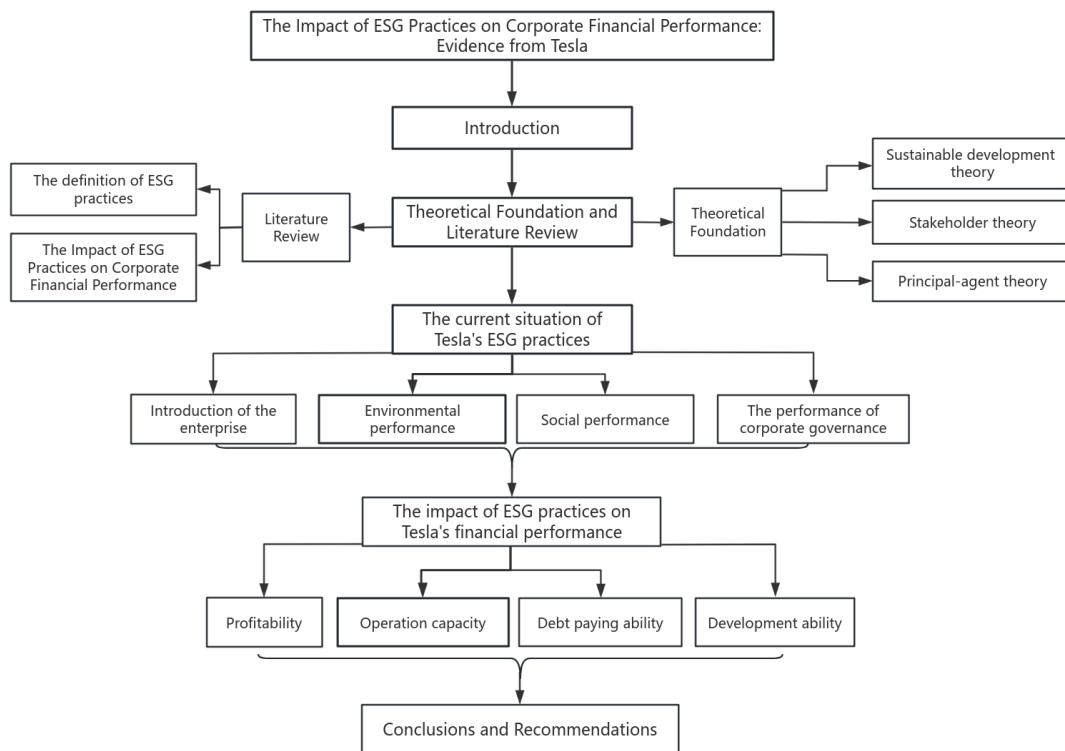 The Impact of ESG Practices on Corporate Financial Performance:
Evidence from Tesla
Introduction
The definition of ESG
practices
The Impact of ESG
Practices on Corporate
Financial Performance
Literature
Review
Theoretical Foundation and
Literature Review
Theoretical
Foundation
Sustainable development
theory
Stakeholder theory
Principal-agent theory
The current situation of
Tesla's ESG practices
Introduction of the
enterprise
Environmental
performance
Social performance
The performance of
corporate governance
The impact of ESG practices on
Tesla's financial performance
Profitability
Operation capacity
Debt paying ability
Development ability
Conclusions and Recommendations